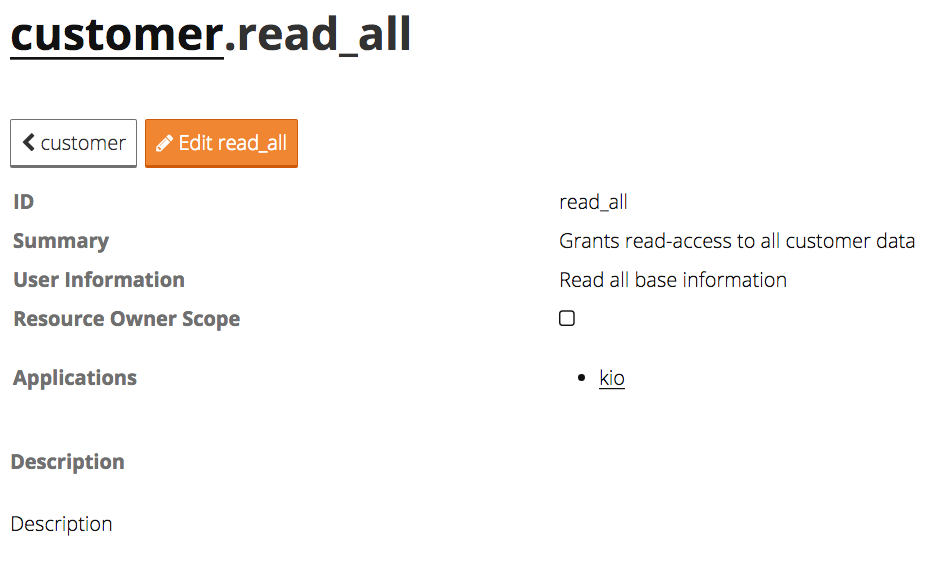 customer.read_all
customer Edit read_all
ID read_all
Summary Grants read-access to all customer data
User Information Read all base information
Resource Owner Scope
Applications • kio
Description
Description